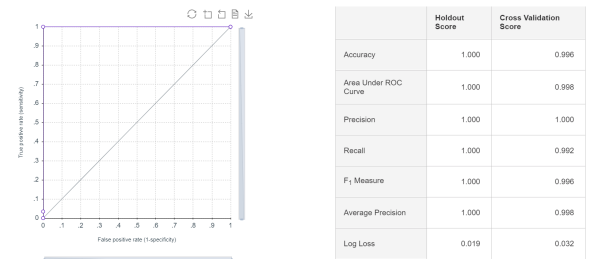 1
.9
.8
.7
.6
.5
.4
.3
.2
.1
0
True positive rate (sensitivity)
0 .1 .2 .3 .4 .5 .6 .7 .8 .9 1
False positive rate (1-specificity)
Holdout Score Cross Validation Score
Accuracy 1.000 0.996
Area Under ROC Curve 1.000 0.998
Precision 1.000 1.000
Recall 1.000 0.992
F1 Measure 1.000 0.996
Average Precision 1.000 0.998
Log Loss 0.019 0.032